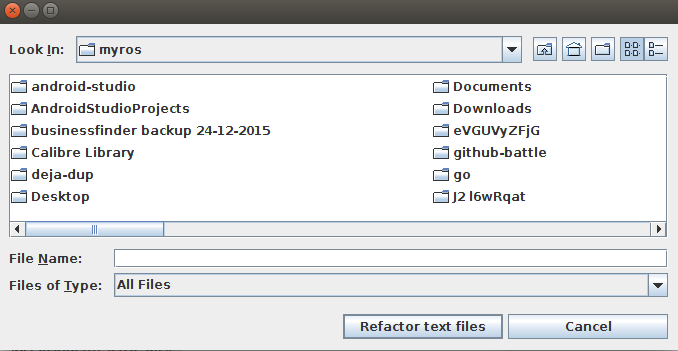 Look In: myros
android-studio
AndroidStudioProjects
businessfinder backup 24-12-2015
Calibre Library
deja-dup
Desktop
Documents
Downloads
eVGUVyZFjG
github-battle
go
J2 l6wRqat
File Name:
Files of Type: All Files
Refactor text files Cancel